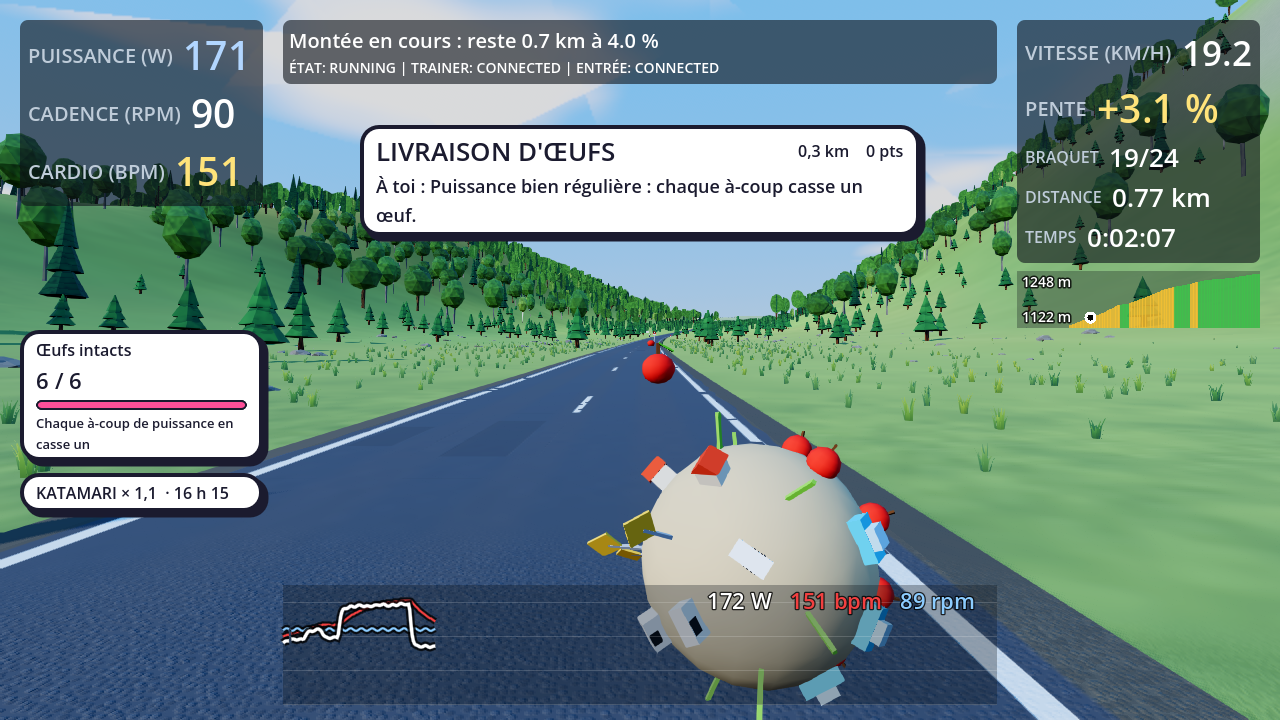 PUISSANCE (W) 171
CADENCE (RPM) 90
CARDIO (BPM) 151
Montée en cours : reste 0.7 km à 4.0 %
ÉTAT: RUNNING | TRAINER: CONNECTED | ENTRÉE: CONNECTED
VITESSE (KM/H) 19.2
PENTE +3.1 %
BRAQUET 19/24
DISTANCE 0.77 km
TEMPS 0:02:07
1248 m
1122 m
LIVRAISON D'ŒUFS 0,3 km 0 pts
À toi : Puissance bien régulière : chaque à-coup casse un
œuf.
Œufs intacts
6 / 6
Chaque à-coup de puissance en
casse un
KATAMARI × 1,1 · 16 h 15
172 W 151 bpm 89 rpm